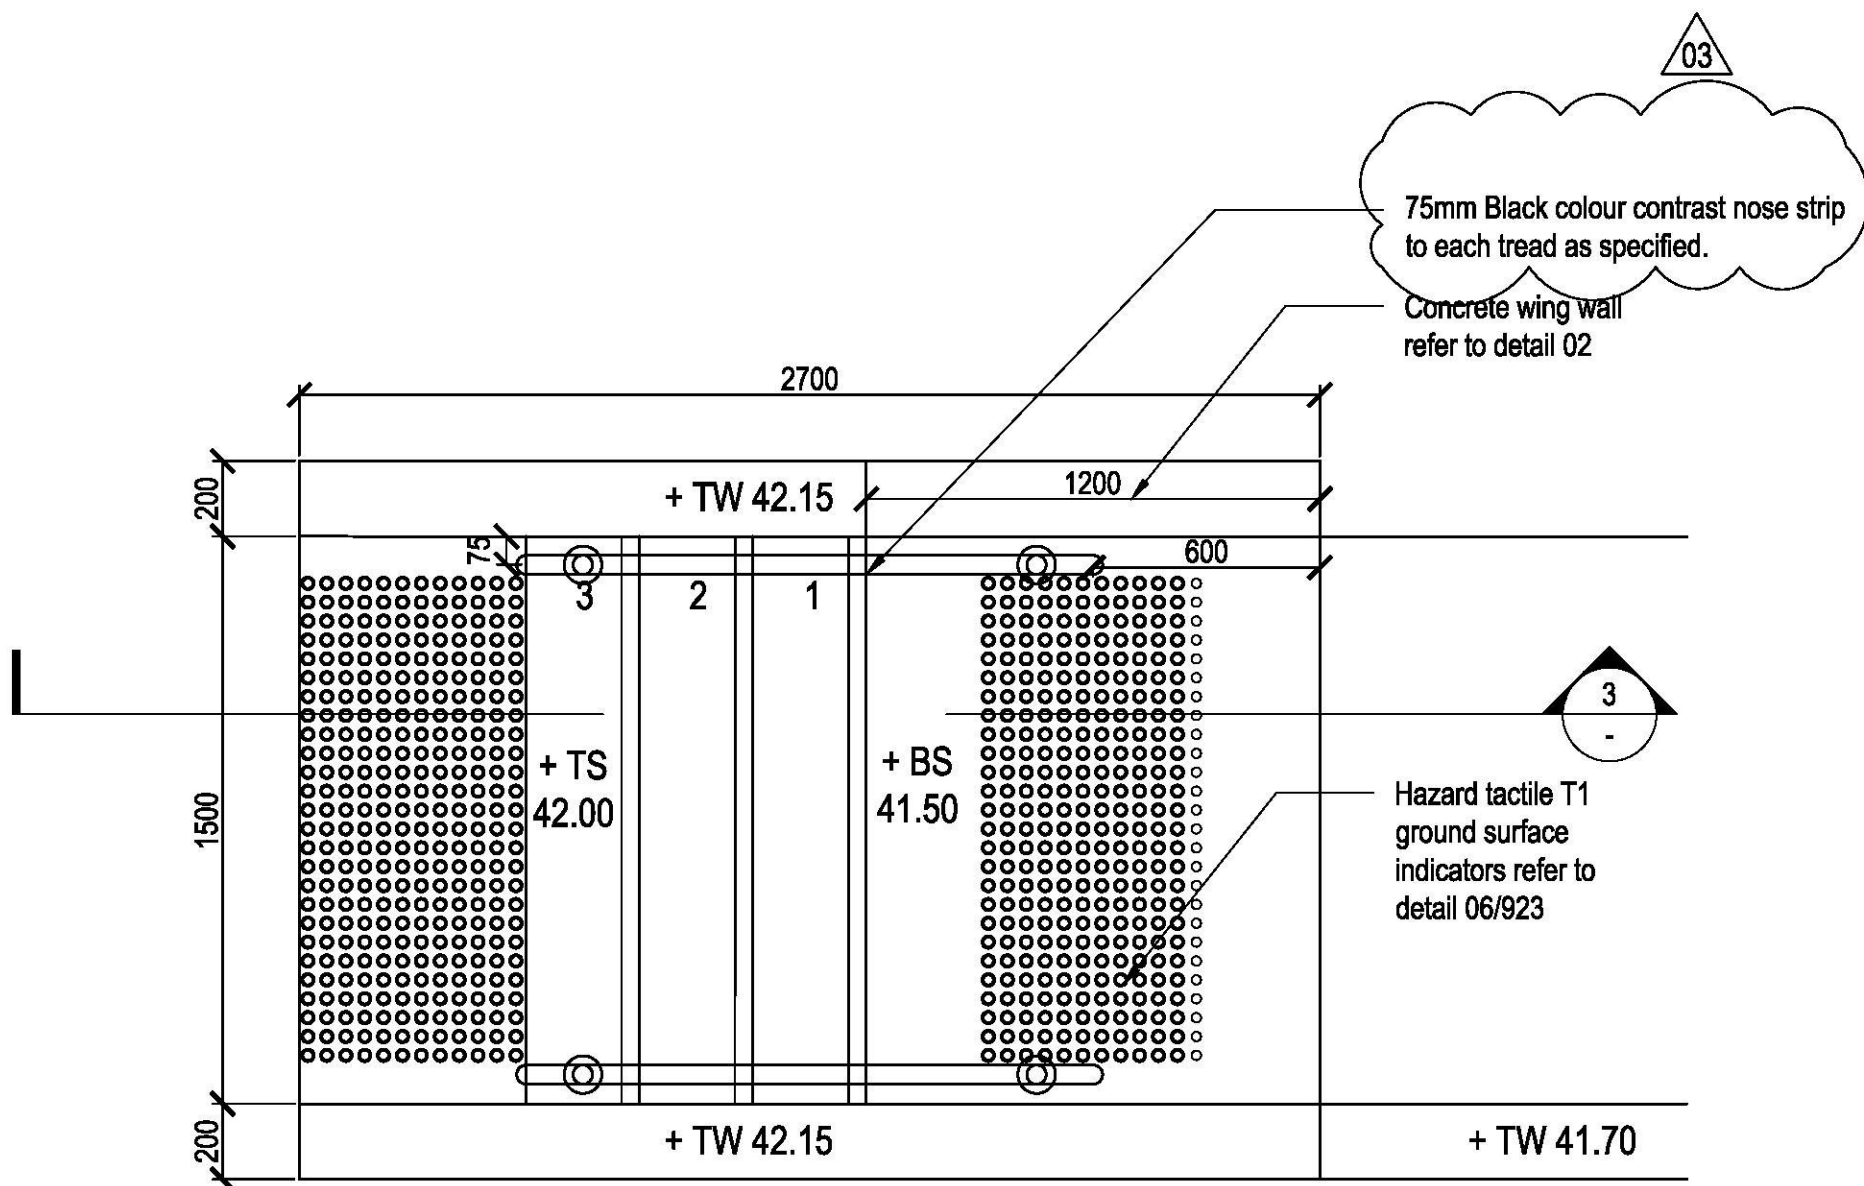 03
75mm Black colour contrast nose strip
to each tread as specified.
Concrete wing wall
refer to detail 02
2700
200
+ TW 42.15
1200
75
600
3
2
1
3
-
+ TS
42.00
+ BS
41.50
1500
Hazard tactile T1
ground surface
indicators refer to
detail 06/923
200
+ TW 42.15
+ TW 41.70